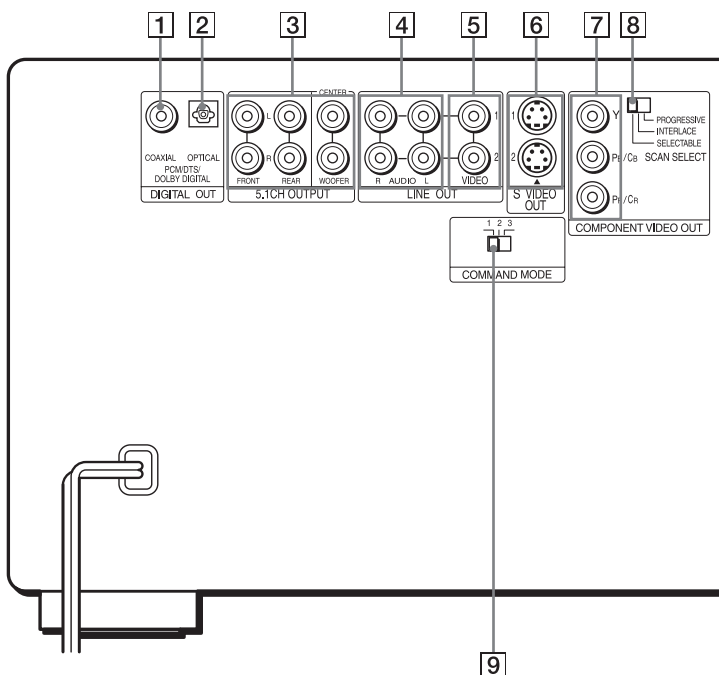 1 2 3 4 5 6 7 8
COAXIAL OPTICAL
PCM/DTS/
DOLBY DIGITAL
DIGITAL OUT
CENTER
L
R
FRONT REAR WOOFER
5.1CH OUTPUT
1
2
R AUDIO L VIDEO
LINE OUT
1
2
S VIDEO
OUT
Y
PB/CB
PR/CR
PROGRESSIVE
INTERLACE
SELECTABLE
SCAN SELECT
COMPONENT VIDEO OUT
1 2 3
COMMAND MODE
9